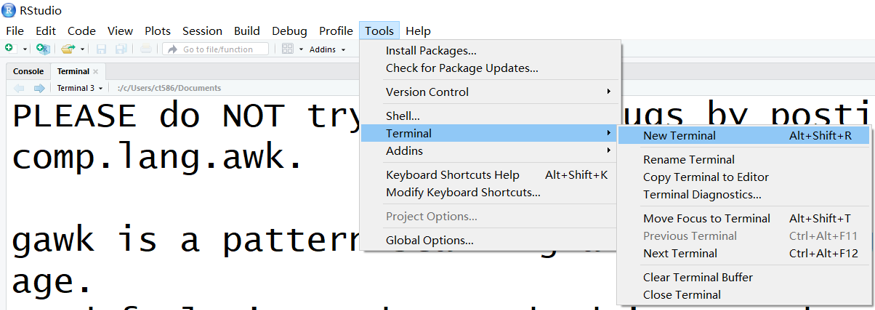 RStudio
File Edit Code View Plots Session Build Debug Profile Tools Help
Go to file/function Addins
Console Terminal
Terminal 3 :/c/Users/ct586/Documents
PLEASE do NOT try ugs by posti
comp.lang.awk.
gawk is a pattern
age.
Install Packages...
Check for Package Updates...
Version Control
Shell...
Terminal
Addins
Keyboard Shortcuts Help Alt+Shift+K
Modify Keyboard Shortcuts...
Project Options...
Global Options...
New Terminal Alt+Shift+R
Rename Terminal
Copy Terminal to Editor
Terminal Diagnostics...
Move Focus to Terminal Alt+Shift+T
Previous Terminal Ctrl+Alt+F11
Next Terminal Ctrl+Alt+F12
Clear Terminal Buffer
Close Terminal